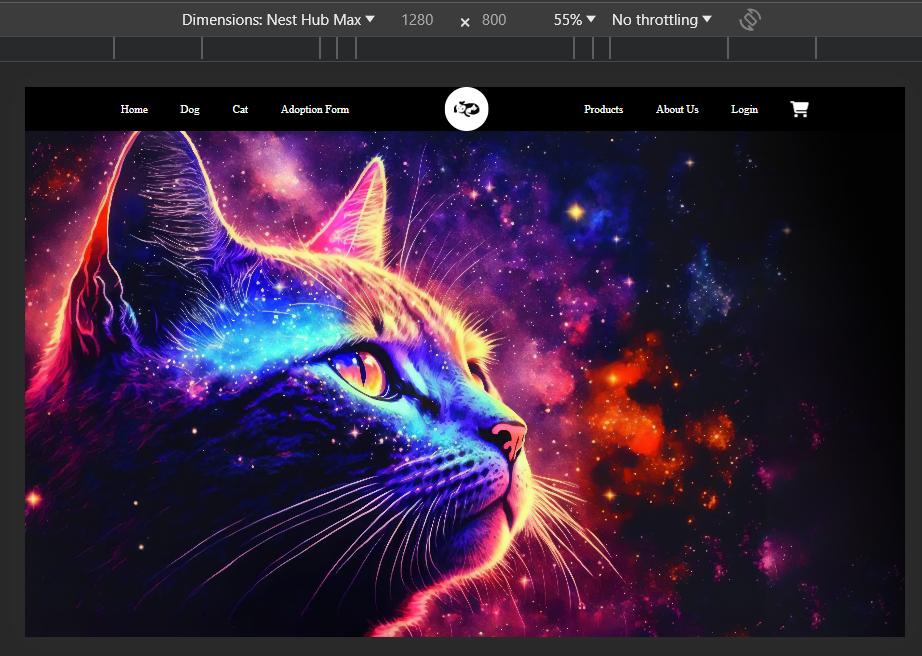 Dimensions: Nest Hub Max 1280 × 800 55% No throttling
Home Dog Cat Adoption Form Products About Us Login